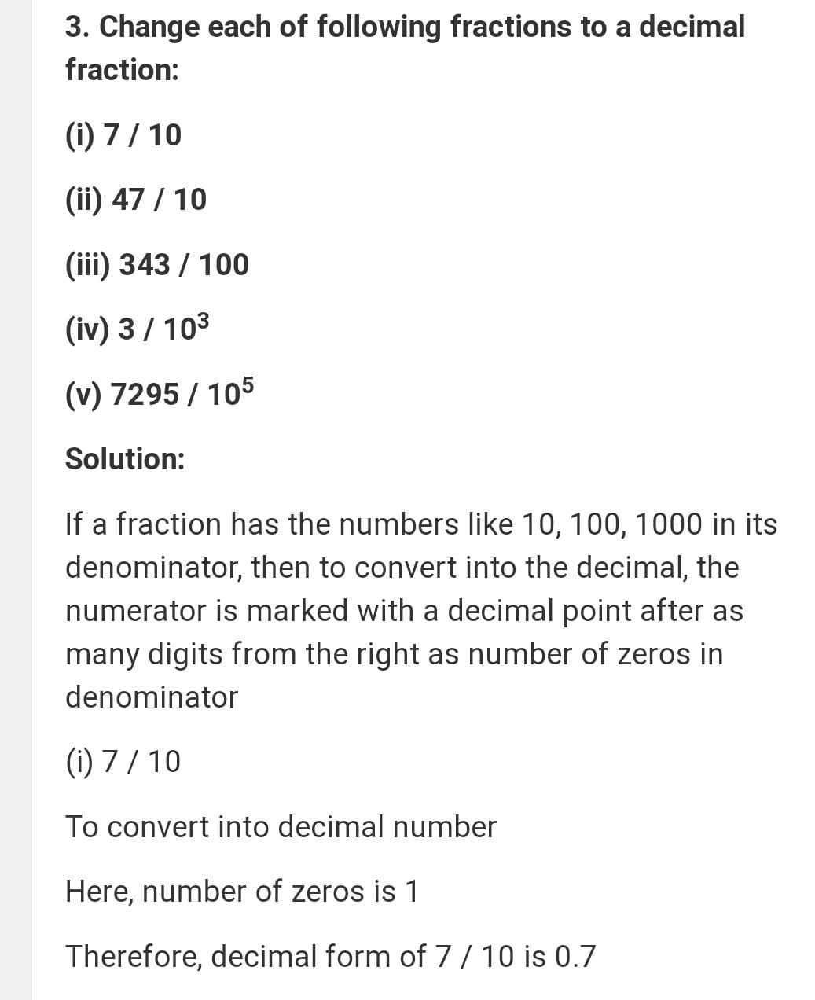 3. Change each of following fractions to a decimal
fraction:
(i) 7 / 10
(ii) 47 / 10
(iii) 343 / 100
(iv) 3 / 10³
(v) 7295 / 10⁵
Solution:
If a fraction has the numbers like 10, 100, 1000 in its
denominator, then to convert into the decimal, the
numerator is marked with a decimal point after as
many digits from the right as number of zeros in
denominator
(i) 7 / 10
To convert into decimal number
Here, number of zeros is 1
Therefore, decimal form of 7 / 10 is 0.7